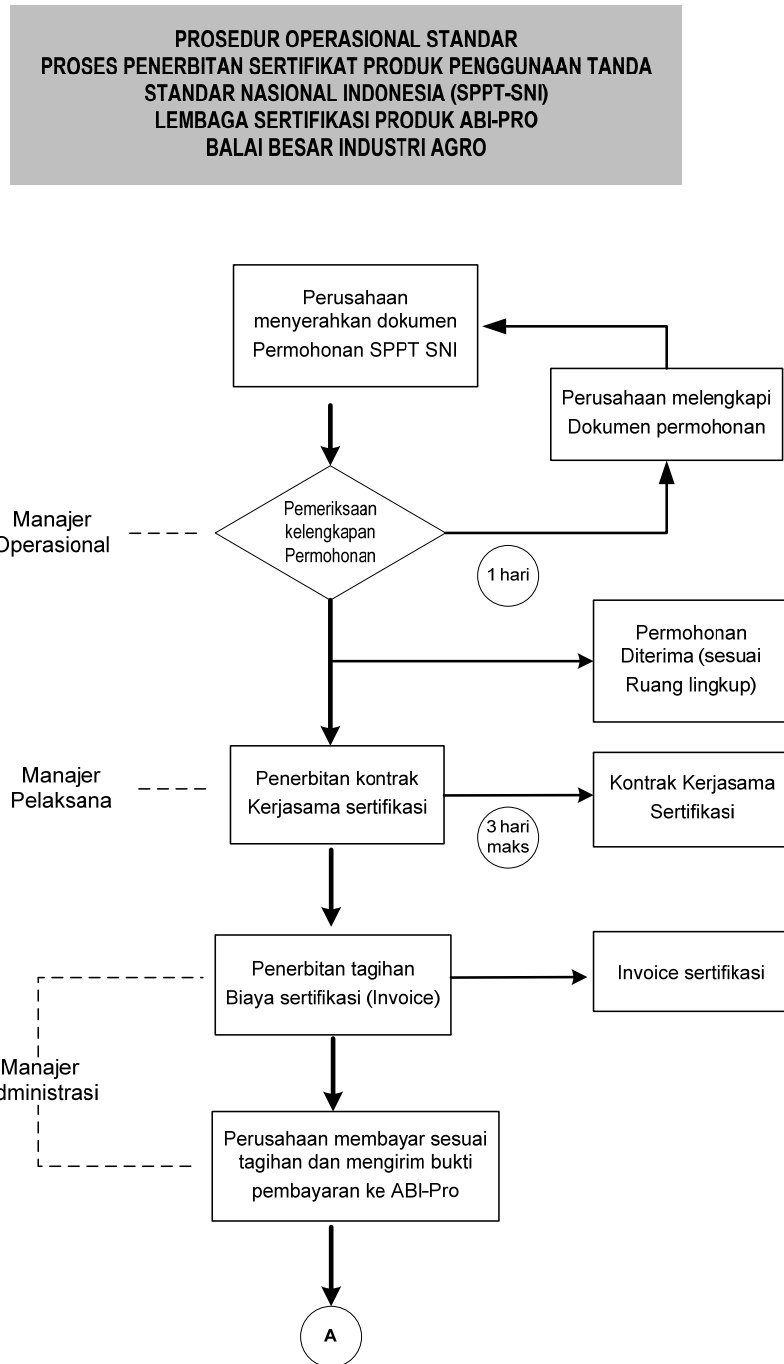 PROSEDUR OPERASIONAL STANDAR
PROSES PENERBITAN SERTIFIKAT PRODUK PENGGUNAAN TANDA
STANDAR NASIONAL INDONESIA (SPPT-SNI)
LEMBAGA SERTIFIKASI PRODUK ABI-PRO
BALAI BESAR INDUSTRI AGRO
Perusahaan
menyerahkan dokumen
Permohonan SPPT SNI
Perusahaan melengkapi
Dokumen permohonan
Manajer
Operasional
Pemeriksaan
kelengkapan
Permohonan
1 hari
Permohonan
Diterima (sesuai
Ruang lingkup)
Manajer
Pelaksana
Penerbitan kontrak
Kerjasama sertifikasi
3 hari
maks
Kontrak Kerjasama
Sertifikasi
Penerbitan tagihan
Biaya sertifikasi (Invoice)
Invoice sertifikasi
Manajer
dministrasi
Perusahaan membayar sesuai
tagihan dan mengirim bukti
pembayaran ke ABI-Pro
A